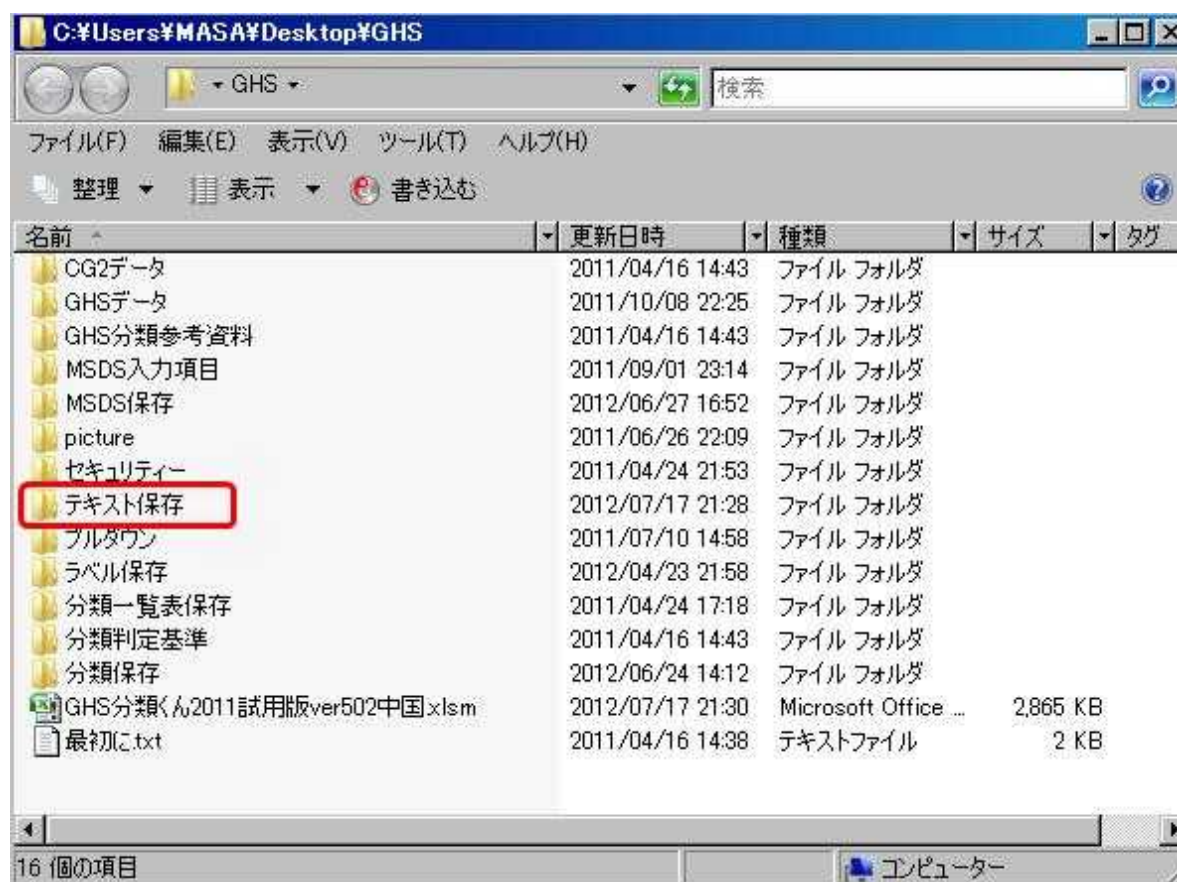 C:¥Users¥MASA¥Desktop¥GHS
GHS
検索
ファイル(F) 編集(E) 表示(V) ツール(T) ヘルプ(H)
整理 表示 書き込む
名前 更新日時 種類 サイズ タグ
CG2データ 2011/04/16 14:43 ファイル フォルダ
GHSデータ 2011/10/08 22:25 ファイル フォルダ
GHS分類参考資料 2011/04/16 14:43 ファイル フォルダ
MSDS入力項目 2011/09/01 23:14 ファイル フォルダ
MSDS保存 2012/06/27 16:52 ファイル フォルダ
picture 2011/06/26 22:09 ファイル フォルダ
セキュリティー 2011/04/24 21:53 ファイル フォルダ
テキスト保存 2012/07/17 21:28 ファイル フォルダ
プルダウン 2011/07/10 14:58 ファイル フォルダ
ラベル保存 2012/04/23 21:58 ファイル フォルダ
分類一覧表保存 2011/04/24 17:18 ファイル フォルダ
分類判定基準 2011/04/16 14:43 ファイル フォルダ
分類保存 2012/06/24 14:12 ファイル フォルダ
GHS分類くん2011試用版ver502中国.xlsm 2012/07/17 21:30 Microsoft Office ... 2,865 KB
最初に.txt 2011/04/16 14:38 テキストファイル 2 KB
16 個の項目 コンピューター